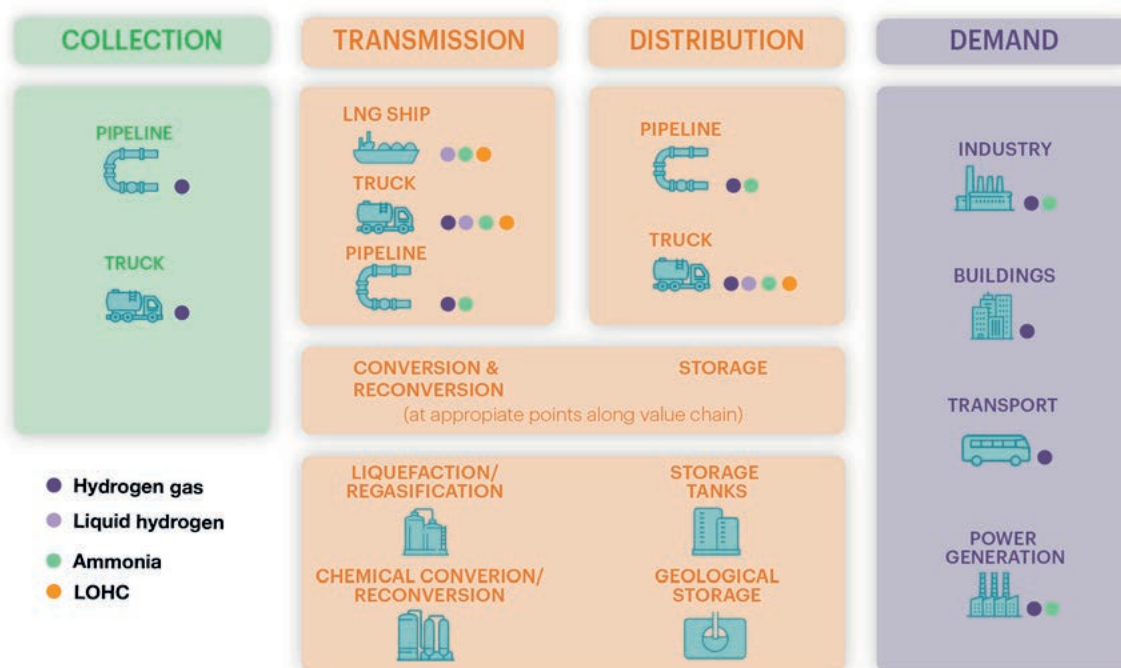 COLLECTION
TRANSMISSION
DISTRIBUTION
DEMAND
PIPELINE
TRUCK
LNG SHIP
TRUCK
PIPELINE
PIPELINE
TRUCK
CONVERSION &
RECONVERSION
STORAGE
(at appropiate points along value chain)
LIQUEFACTION/
REGASIFICATION
CHEMICAL CONVERION/
RECONVERSION
STORAGE
TANKS
GEOLOGICAL
STORAGE
INDUSTRY
BUILDINGS
TRANSPORT
POWER
GENERATION
Hydrogen gas
Liquid hydrogen
Ammonia
LOHC